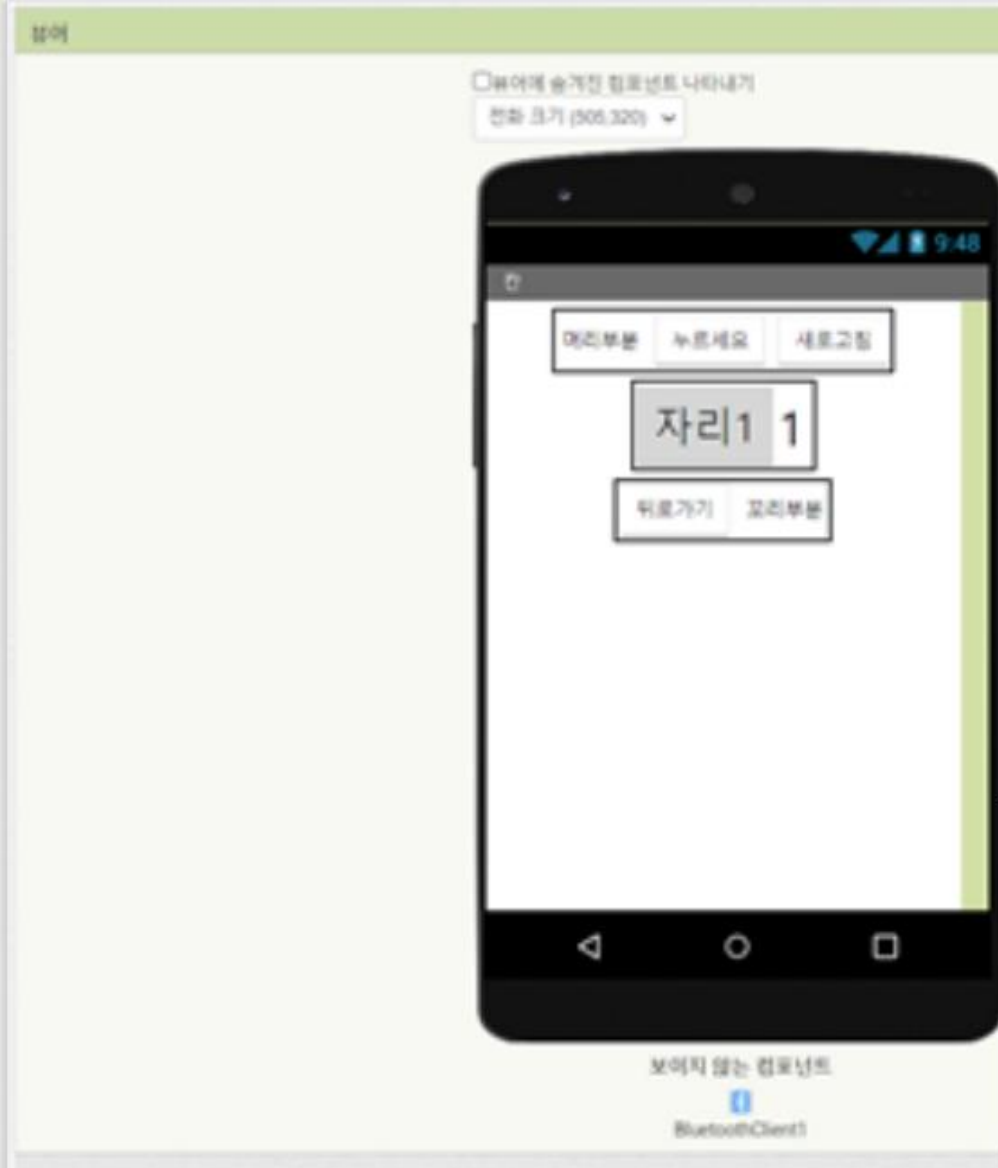 뷰어
뷰어에 숨겨진 컴포넌트 나타내기
전화 크기 (505,320)
9:48
칸
머리부분 누르세요 새로고침
자리1 1
뒤로가기 꼬리부분
보이지 않는 컴포넌트
BluetoothClient1